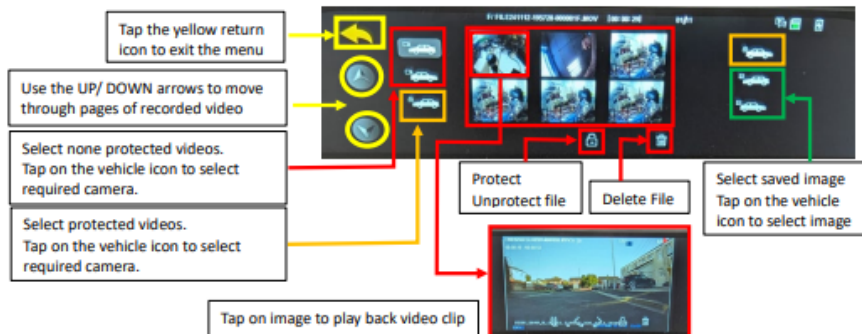 Tap the yellow return
icon to exit the menu
Use the UP/ DOWN arrows to move
through pages of recorded video
Select none protected videos.
Tap on the vehicle icon to select
required camera.
Select protected videos.
Tap on the vehicle icon to select
required camera.
01/11
Protect
Unprotect file
Delete File
Select saved image
Tap on the vehicle
icon to select image
Tap on image to play back video clip